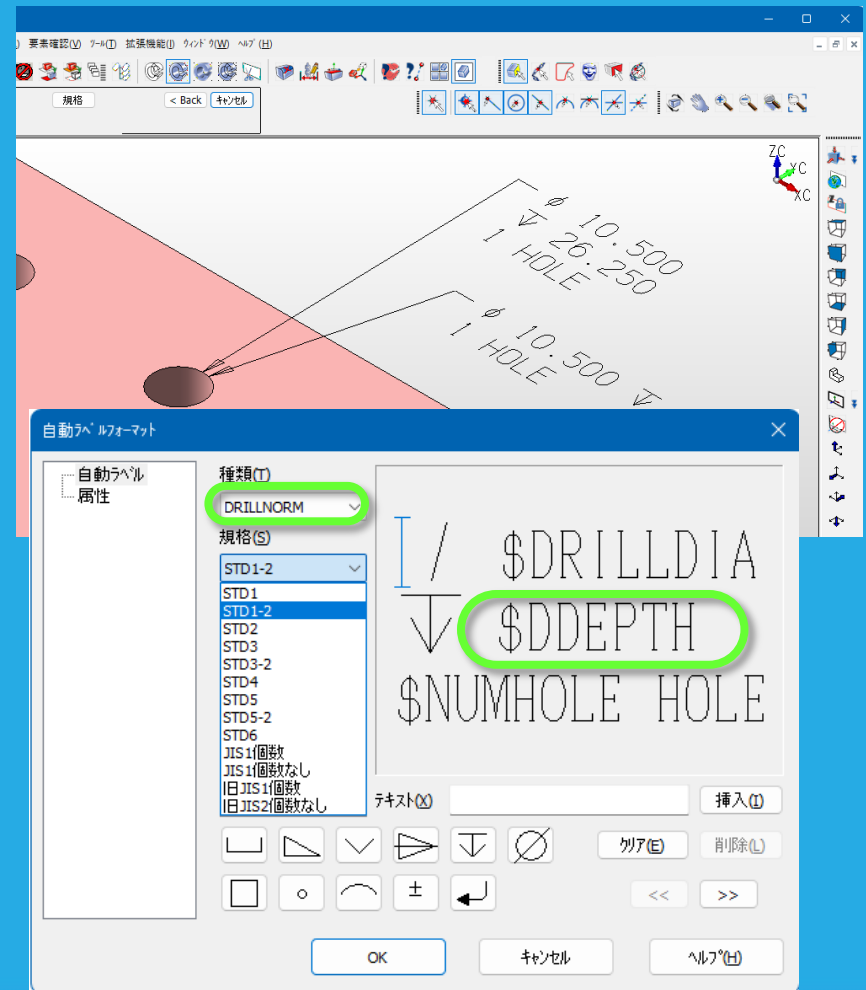 要素確認(V) ツール(T) 拡張機能(I) ウィンドウ(W) ヘルプ(H)
規格
< Back
キャンセル
ZC
YC
XC
⌀ 10.500
↧ 26.250
1 HOLE
⌀ 10.500 ↧
1 HOLE
自動ラベルフォーマット
自動ラベル
属性
種類(T)
DRILLNORM
規格(S)
STD1-2
STD1
STD1-2
STD2
STD3
STD3-2
STD4
STD5
STD5-2
STD6
JIS1個数
JIS1個数なし
旧JIS1個数
旧JIS2個数なし
/ $DRILLDIA
↧ $DDEPTH
$NUMHOLE HOLE
テキスト(X)
挿入(I)
クリア(E)
削除(L)
<<
>>
OK
キャンセル
ヘルプ(H)